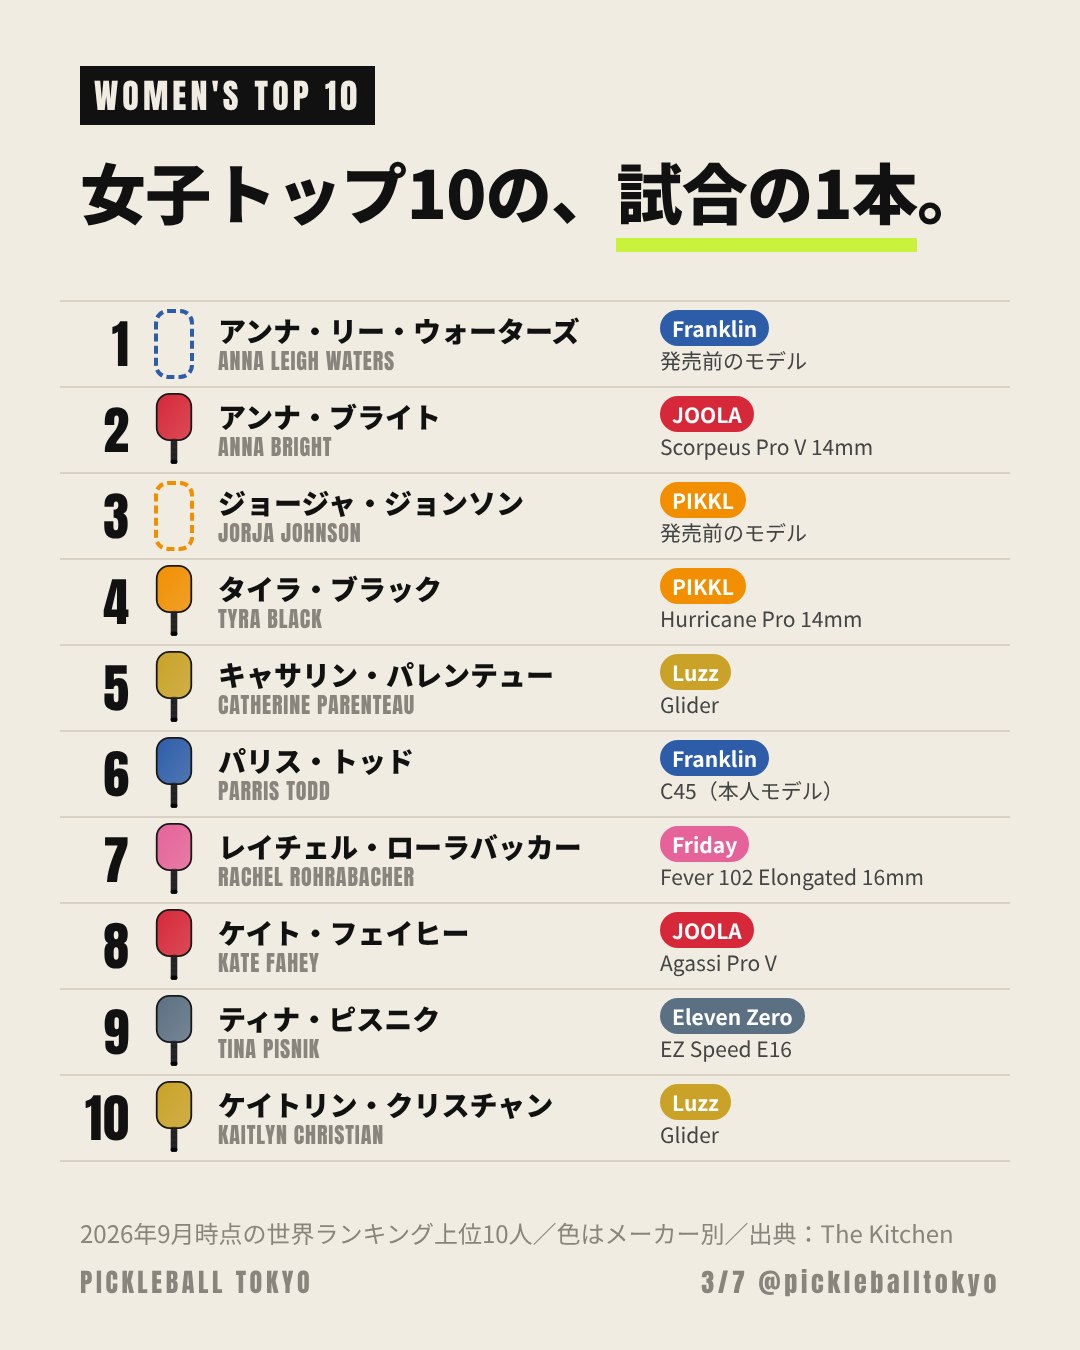 WOMEN'S TOP 10
女子トップ10の、試合の1本。
1
アンナ・リー・ウォーターズ
ANNA LEIGH WATERS
Franklin
発売前のモデル
2
アンナ・ブライト
ANNA BRIGHT
JOOLA
Scorpeus Pro V 14mm
3
ジョージャ・ジョンソン
JORJA JOHNSON
PIKKL
発売前のモデル
4
タイラ・ブラック
TYRA BLACK
PIKKL
Hurricane Pro 14mm
5
キャサリン・パレンテュー
CATHERINE PARENTEAU
Luzz
Glider
6
パリス・トッド
PARRIS TODD
Franklin
C45（本人モデル）
7
レイチェル・ローラバッカー
RACHEL ROHRABACHER
Friday
Fever 102 Elongated 16mm
8
ケイト・フェイヒー
KATE FAHEY
JOOLA
Agassi Pro V
9
ティナ・ピスニク
TINA PISNIK
Eleven Zero
EZ Speed E16
10
ケイトリン・クリスチャン
KAITLYN CHRISTIAN
Luzz
Glider
2026年9月時点の世界ランキング上位10人／色はメーカー別／出典：The Kitchen
PICKLEBALL TOKYO
3/7 @pickleballtokyo